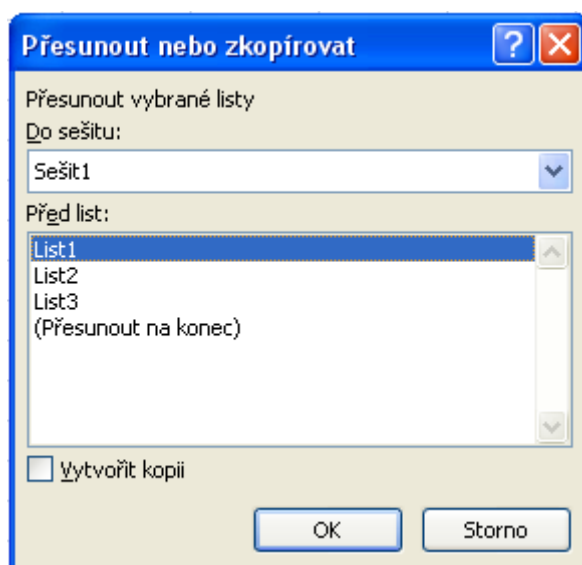 Přesunout nebo zkopírovat
Přesunout vybrané listy
Do sešitu:
Sešit1
Před list:
List1
List2
List3
(Přesunout na konec)
Vytvořit kopii
OK Storno